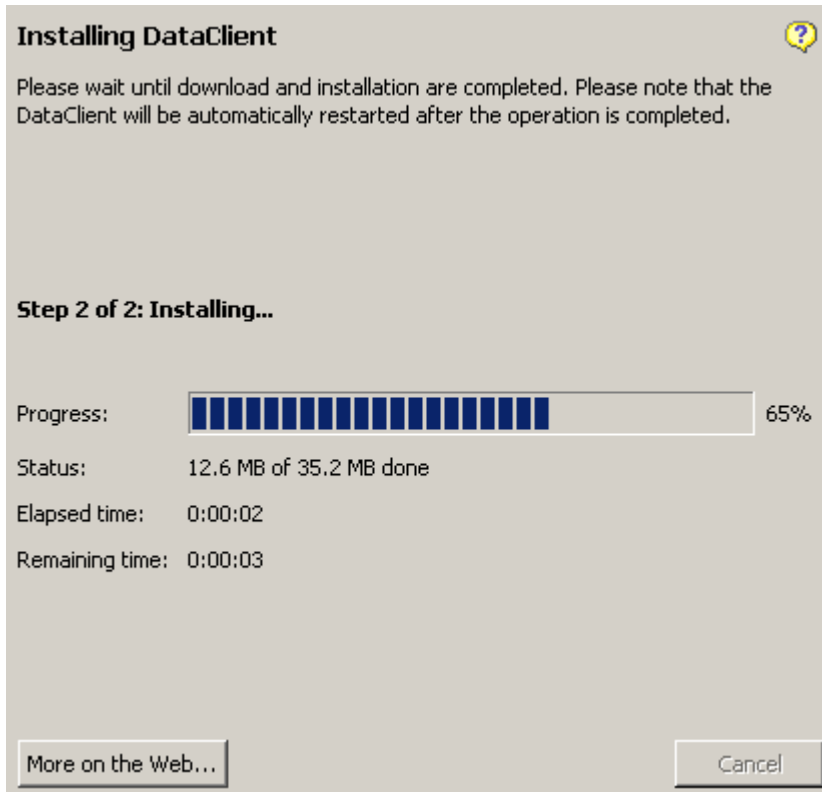 Installing DataClient
?
Please wait until download and installation are completed. Please note that the
DataClient will be automatically restarted after the operation is completed.
Step 2 of 2: Installing...
Progress: 65%
Status: 12.6 MB of 35.2 MB done
Elapsed time: 0:00:02
Remaining time: 0:00:03
More on the Web... Cancel